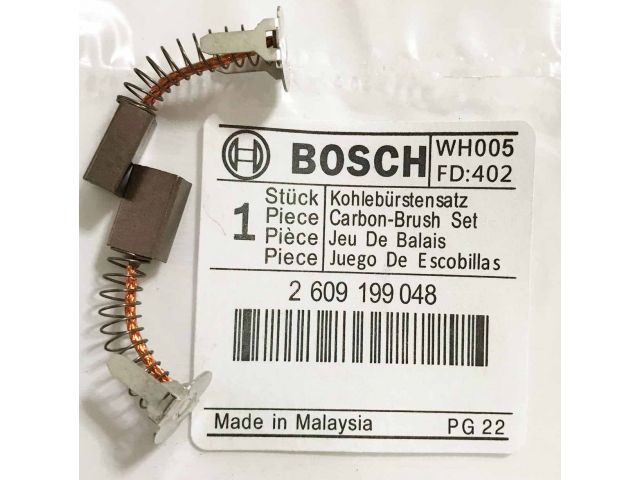 BOSCH
WH005
FD:402
1
Stück Kohlebürstensatz
Piece Carbon-Brush Set
Pièce Jeu De Balais
Piece Juego De Escobillas
2 609 199 048
Made in Malaysia PG 22